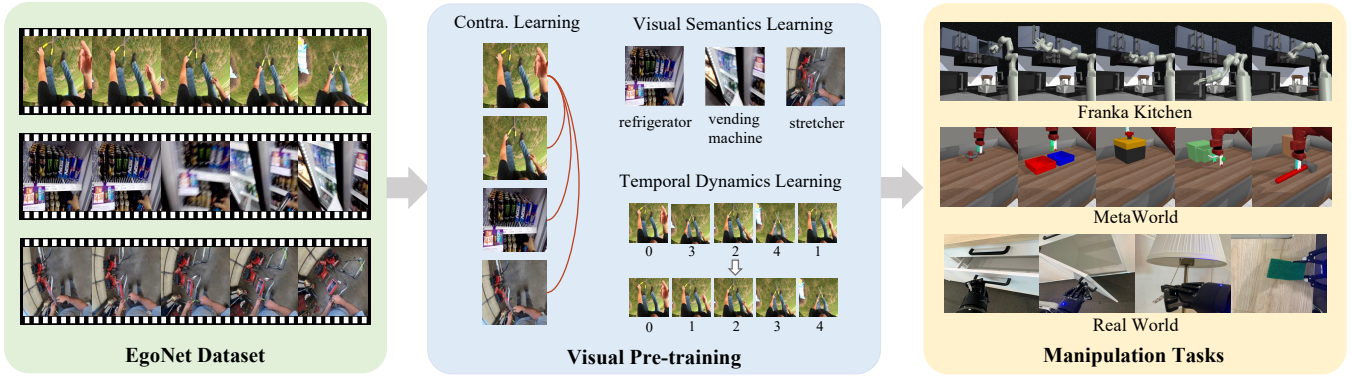 Contra. Learning
Visual Semantics Learning
refrigerator
vending
machine
stretcher
Temporal Dynamics Learning
0 3 2 4 1
0 1 2 3 4
EgoNet Dataset
Visual Pre-training
Franka Kitchen
MetaWorld
Real World
Manipulation Tasks